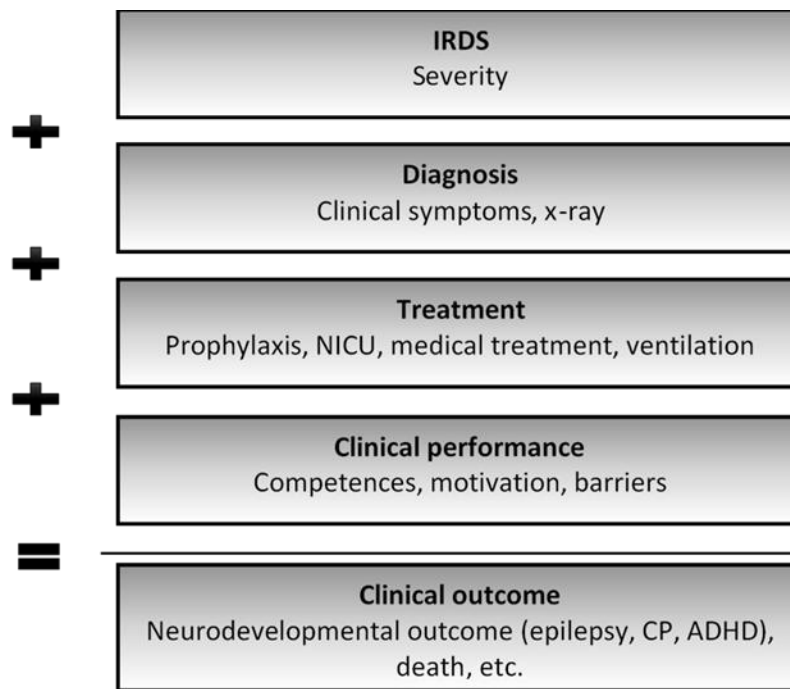 IRDS
Severity
+
Diagnosis
Clinical symptoms, x-ray
+
Treatment
Prophylaxis, NICU, medical treatment, ventilation
+
Clinical performance
Competences, motivation, barriers
=
Clinical outcome
Neurodevelopmental outcome (epilepsy, CP, ADHD),
death, etc.